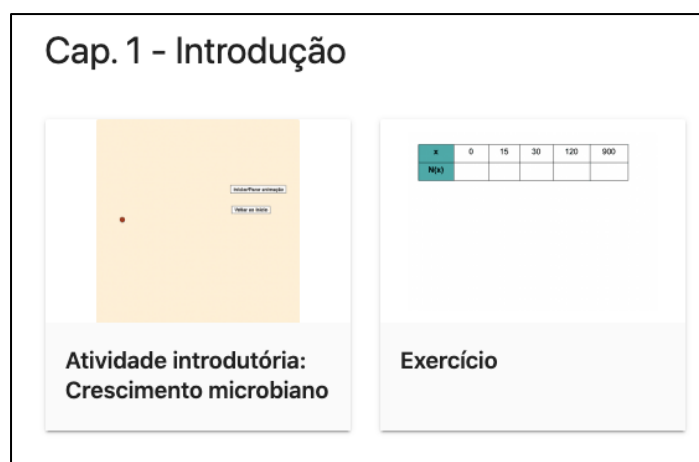 Cap. 1 - Introdução
Iniciar/Parar animação
Voltar ao início
x 0 15 30 120 900
N(x)
Atividade introdutória:
Crescimento microbiano
Exercício